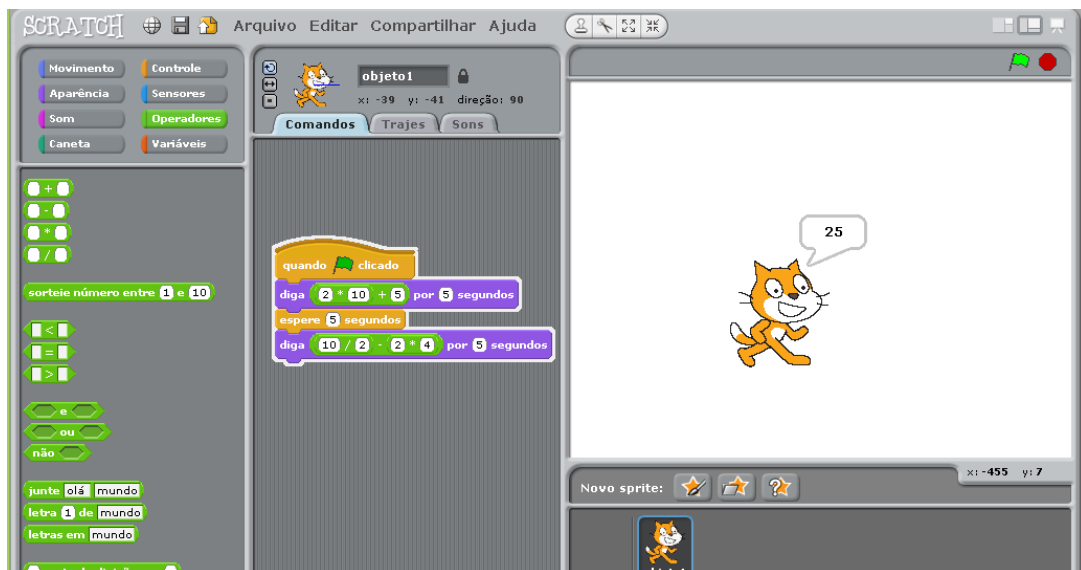 SCRATCH Arquivo Editar Compartilhar Ajuda
Movimento Controle
Aparência Sensores
Som Operadores
Caneta Variáveis
objeto1
x: -39 y: -41 direção: 90
Comandos Trajes Sons
+
-
*
/
sorteie número entre 1 e 10
<
=
>
e
ou
não
junte olá mundo
letra 1 de mundo
letras em mundo
quando clicado
diga 2 * 10 + 5 por 5 segundos
espere 5 segundos
diga 10 / 2 - 2 * 4 por 5 segundos
25
x: -455 y: 7
Novo sprite: